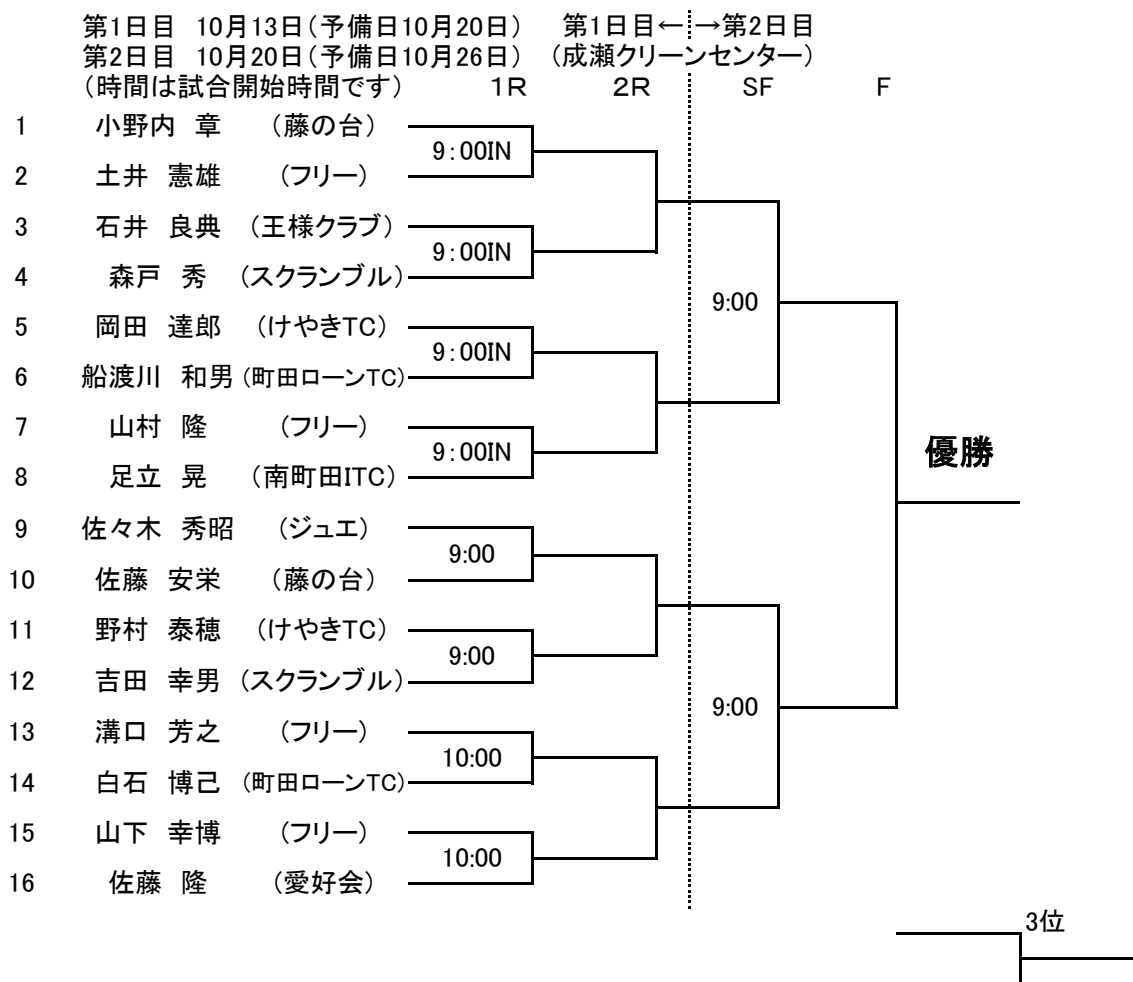 第1日目 10月13日(予備日10月20日) 第1日目←→第2日目
第2日目 10月20日(予備日10月26日) (成瀬クリーンセンター)
(時間は試合開始時間です) 1R 2R SF F
1 小野内 章 (藤の台)
9:00IN
2 土井 憲雄 (フリー)
3 石井 良典 (王様クラブ)
9:00IN
4 森戸 秀 (スクランブル)
9:00
5 岡田 達郎 (けやきTC)
9:00IN
6 船渡川 和男 (町田ローンTC)
7 山村 隆 (フリー)
9:00IN
優勝
8 足立 晃 (南町田ITC)
9 佐々木 秀昭 (ジュエ)
9:00
10 佐藤 安栄 (藤の台)
11 野村 泰穂 (けやきTC)
9:00
12 吉田 幸男 (スクランブル)
9:00
13 溝口 芳之 (フリー)
10:00
14 白石 博己 (町田ローンTC)
15 山下 幸博 (フリー)
10:00
16 佐藤 隆 (愛好会)
3位